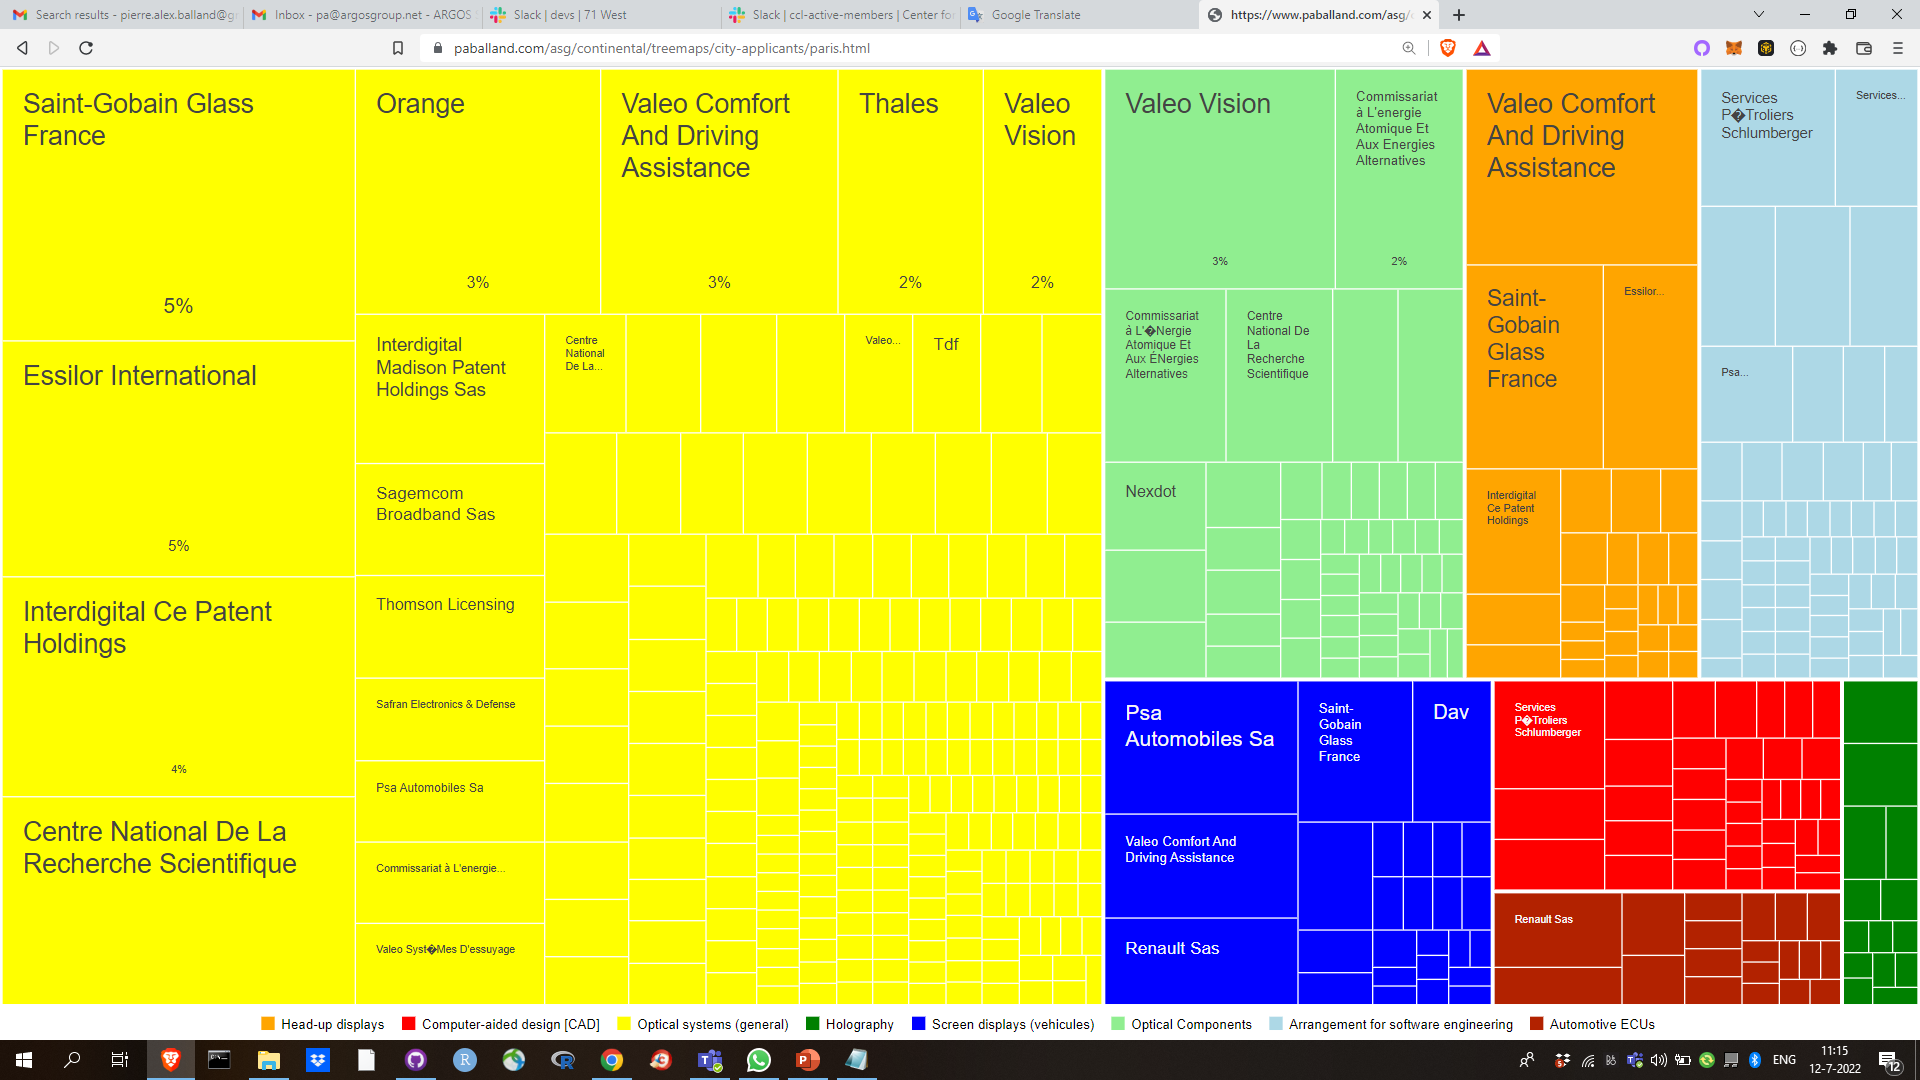 Search results - pierre.alex.balland@g
Inbox - pa@argosgroup.net - ARGOS
Slack | devs | 71 West
Slack | ccl-active-members | Center fo
Google Translate
https://www.paballand.com/asg/
paballand.com/asg/continental/treemaps/city-applicants/paris.html
Saint-Gobain Glass
France
5%
Essilor International
5%
Interdigital Ce Patent
Holdings
4%
Centre National De La
Recherche Scientifique
Orange
3%
Valeo Comfort
And Driving
Assistance
3%
Thales
2%
Valeo
Vision
2%
Interdigital
Madison Patent
Holdings Sas
Sagemcom
Broadband Sas
Thomson Licensing
Safran Electronics & Defense
Psa Automobiles Sa
Commissariat à L'energie...
Valeo Syst�Mes D'essuyage
Centre
National
De La...
Valeo...
Tdf
Valeo Vision
3%
Commissariat
à L'energie
Atomique Et
Aux Energies
Alternatives
2%
Commissariat
à L'�Nergie
Atomique Et
Aux ÉNergies
Alternatives
Centre
National De
La
Recherche
Scientifique
Nexdot
Valeo Comfort
And Driving
Assistance
Saint-
Gobain
Glass
France
Essilor...
Interdigital
Ce Patent
Holdings
Services
P�Troliers
Schlumberger
Services...
Psa...
Psa
Automobiles Sa
Valeo Comfort And
Driving Assistance
Renault Sas
Saint-
Gobain
Glass
France
Dav
Services
P�Troliers
Schlumberger
Renault Sas
Head-up displays
Computer-aided design [CAD]
Optical systems (general)
Holography
Screen displays (vehicules)
Optical Components
Arrangement for software engineering
Automotive ECUs
ENG
11:15
12-7-2022
12